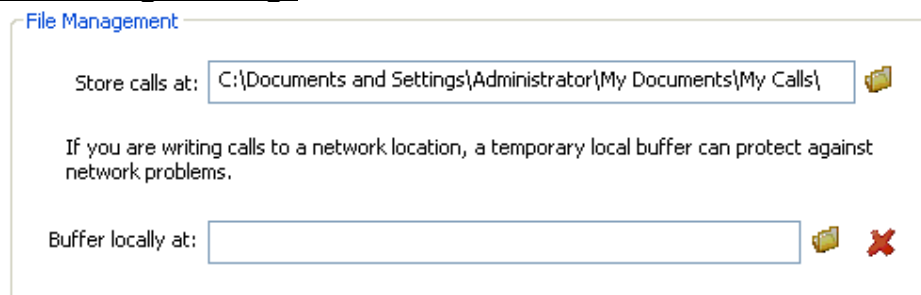 File Management
Store calls at: C:\Documents and Settings\Administrator\My Documents\My Calls\
If you are writing calls to a network location, a temporary local buffer can protect against
network problems.
Buffer locally at: